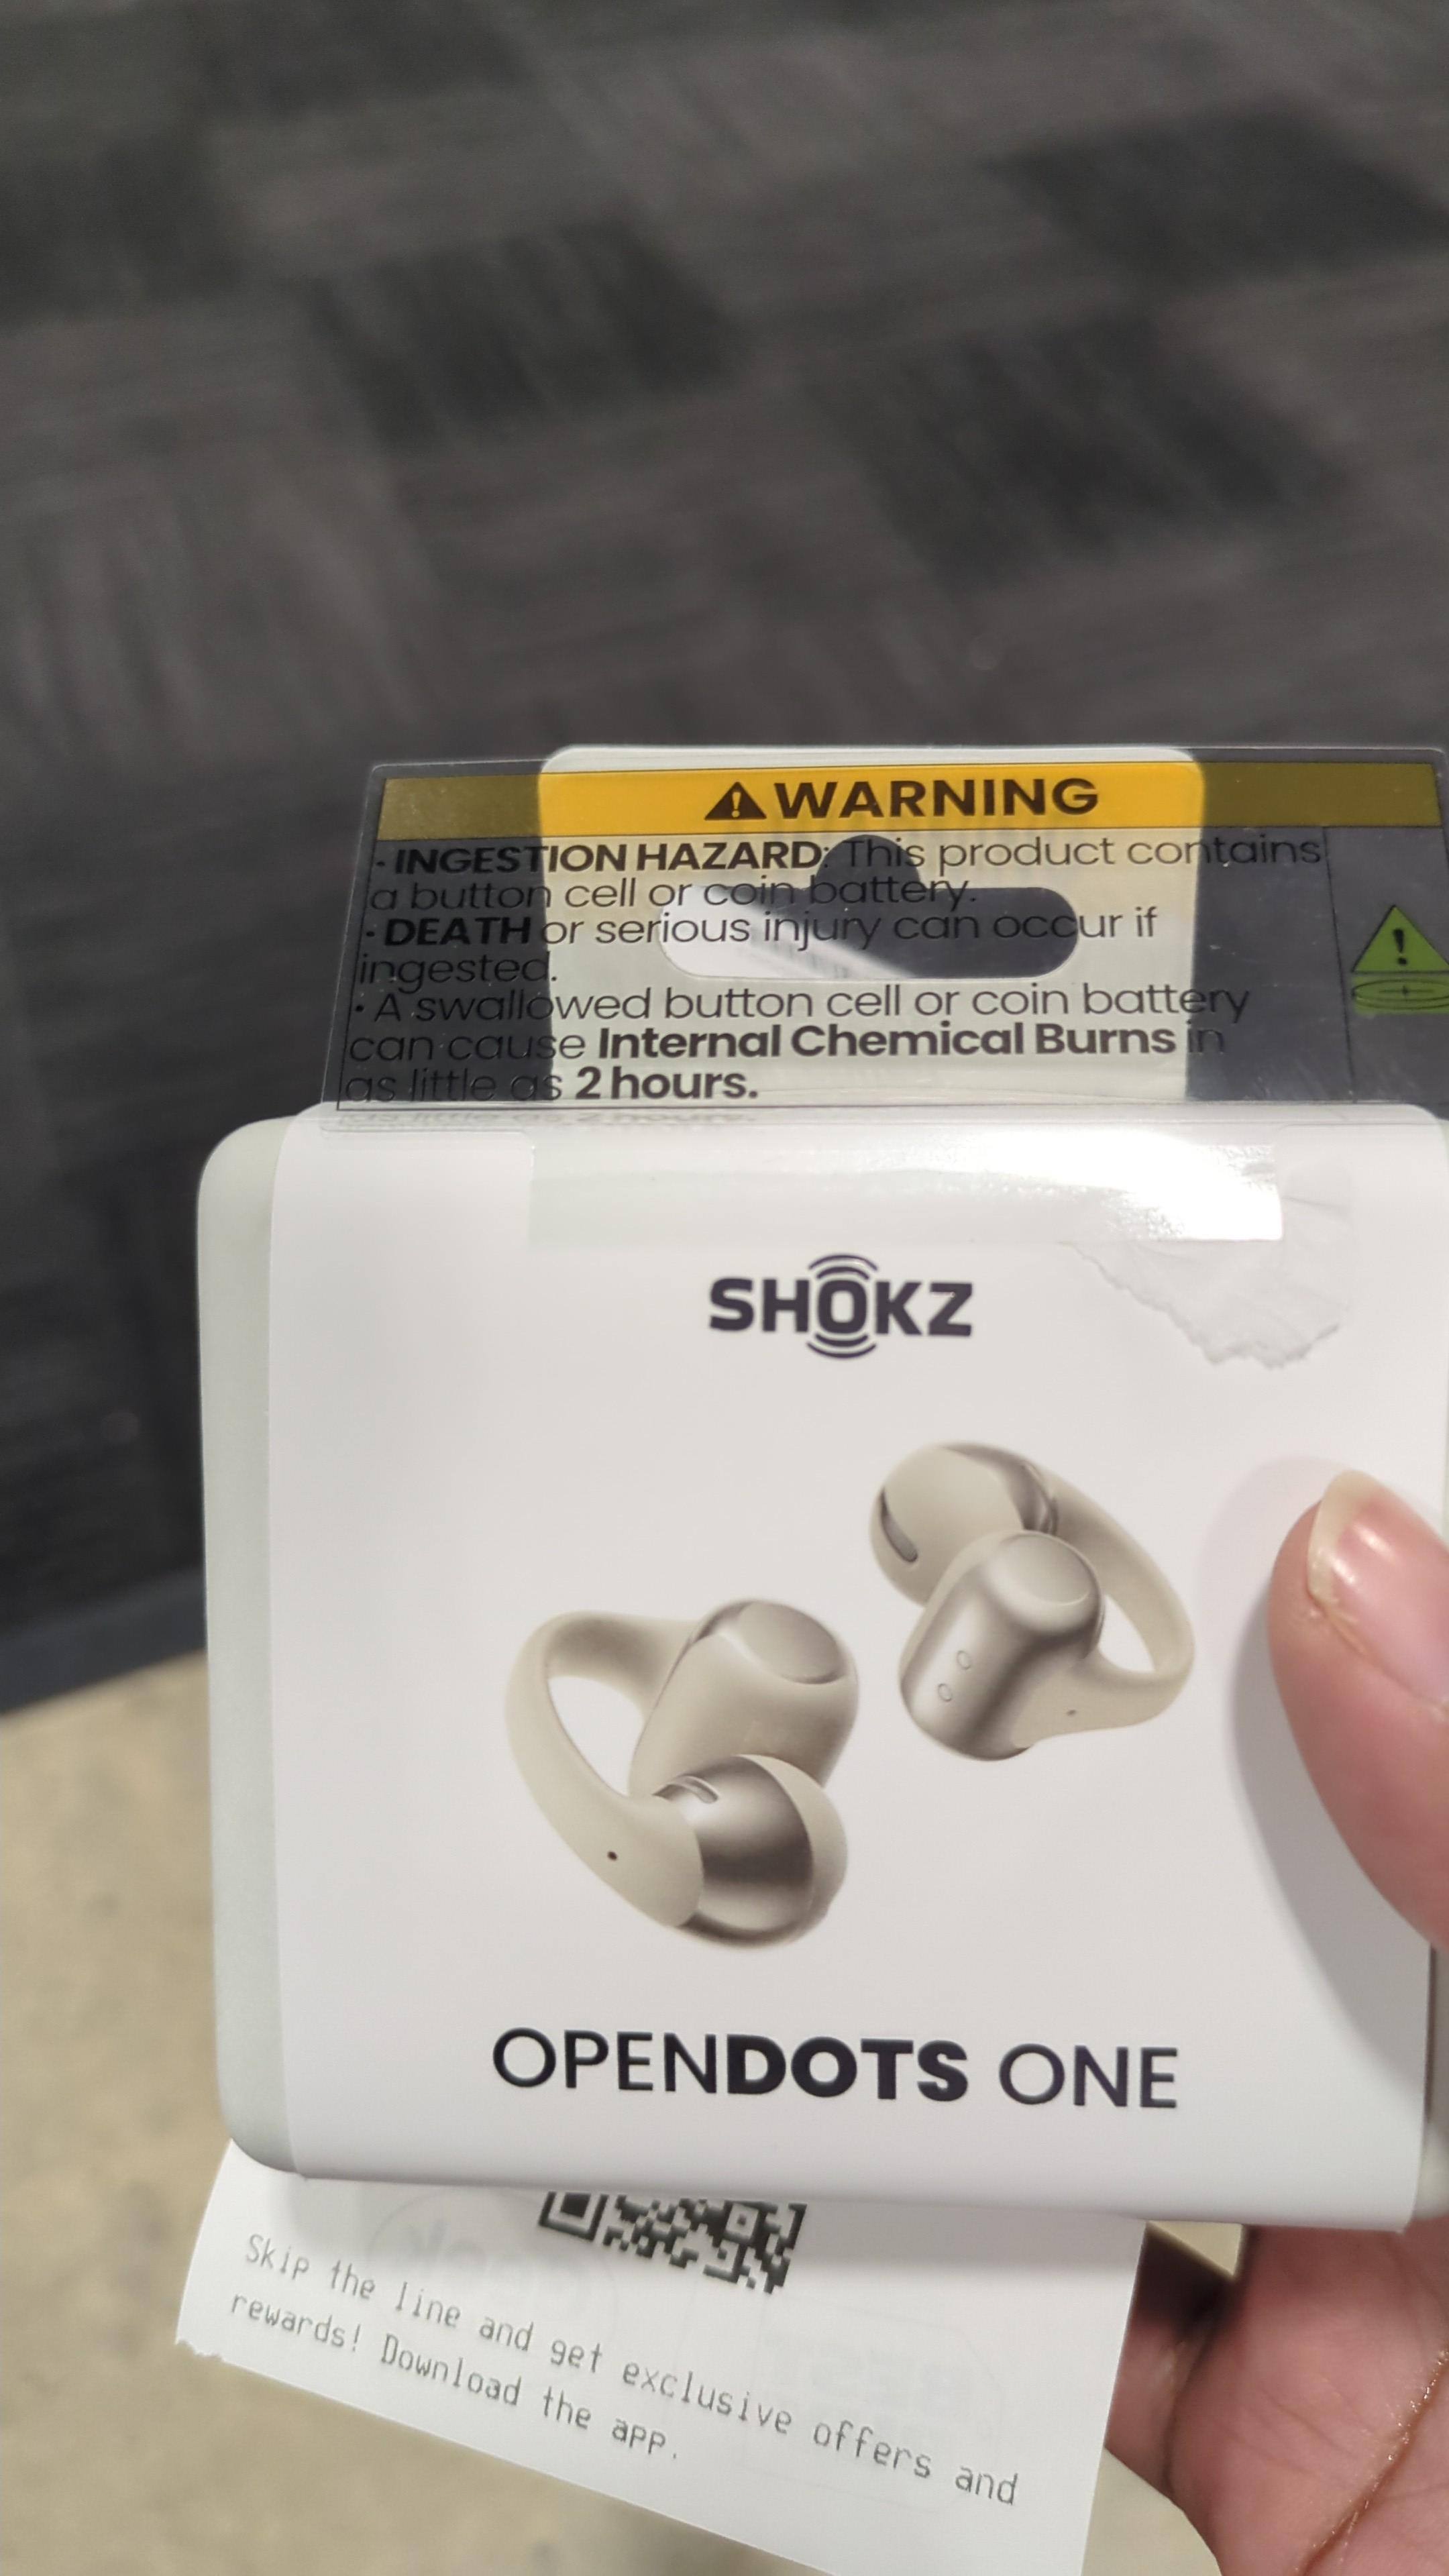 ⚠ WARNING
· INGESTION HAZARD: This product contains
a button cell or coin battery.
· DEATH or serious injury can occur if
ingested.
· A swallowed button cell or coin battery
can cause Internal Chemical Burns in
as little as 2 hours.
SHOKZ
OPENDOTS ONE
Skip the line and get exclusive offers and
rewards! Download the app.